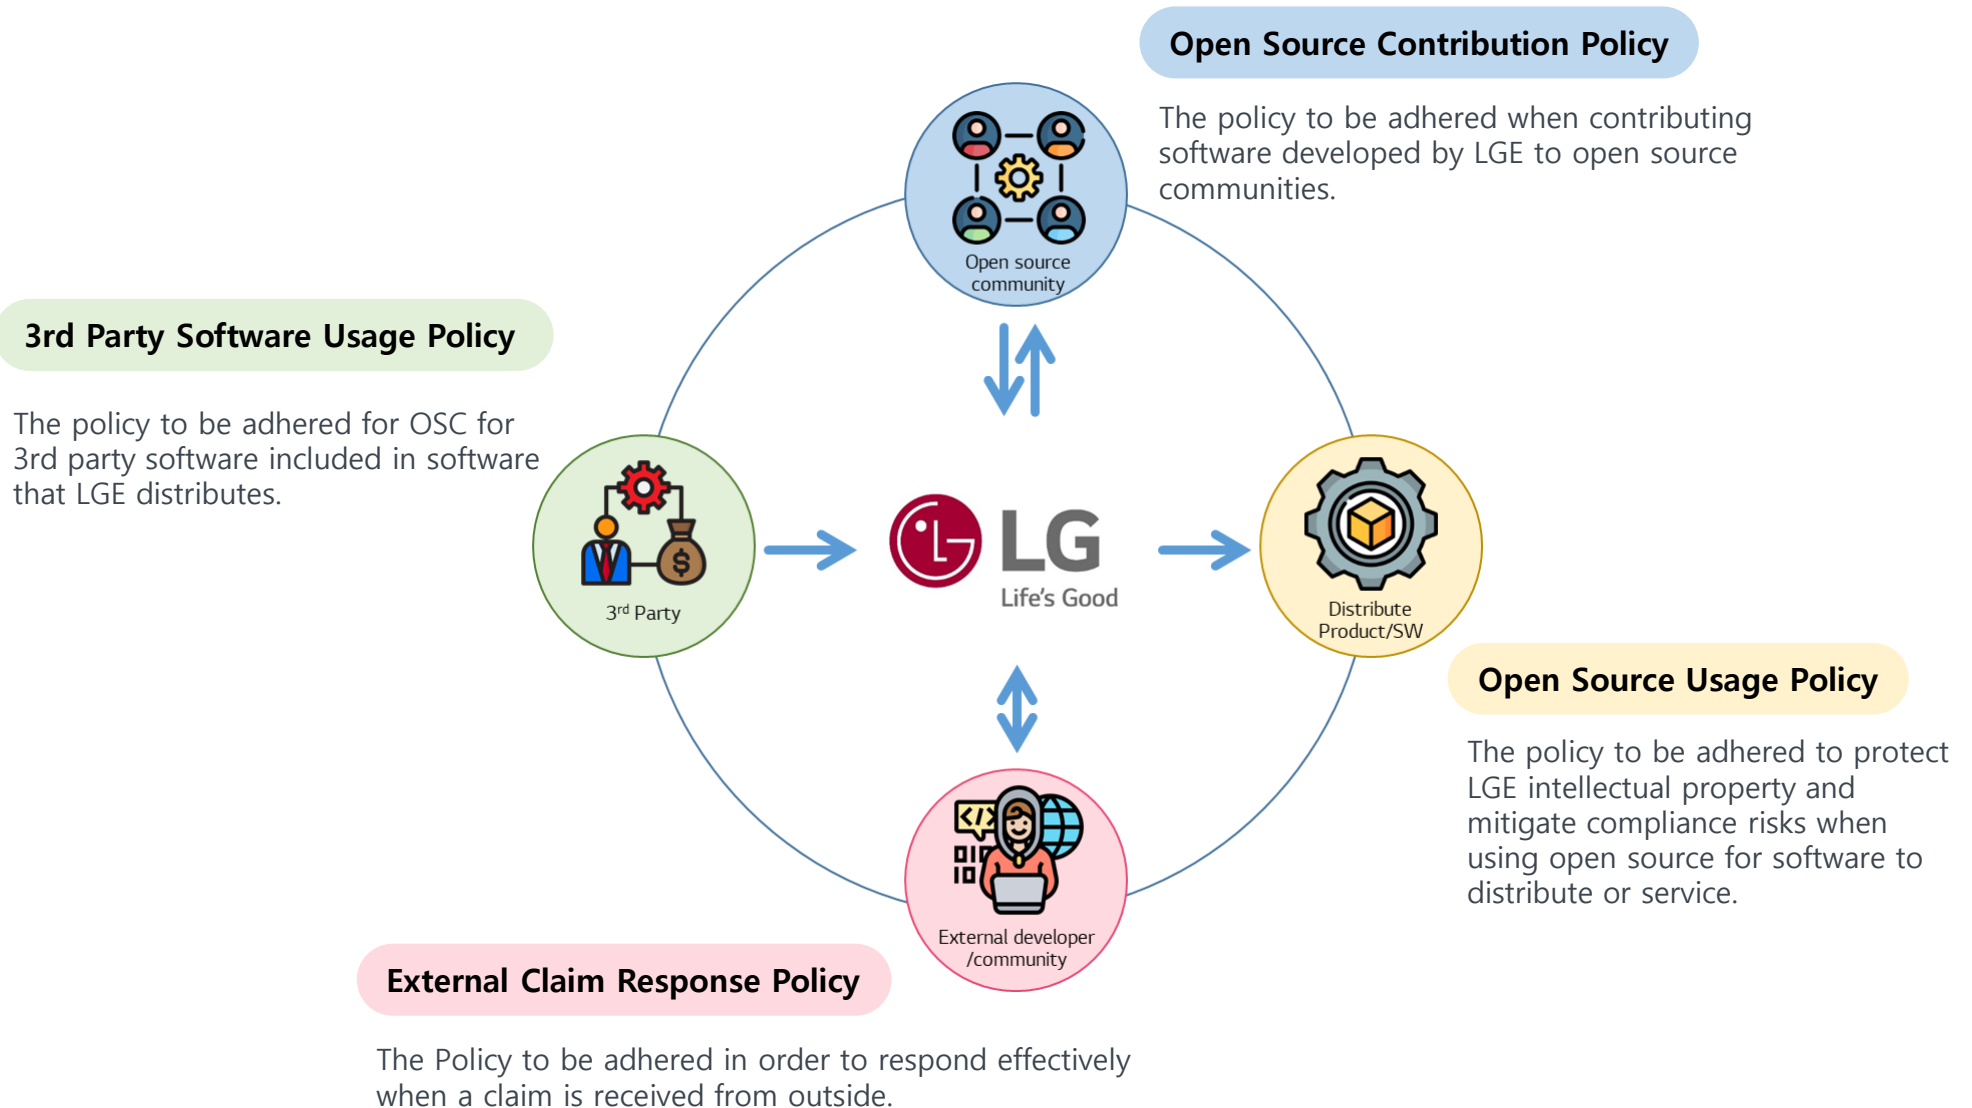 Open Source Contribution Policy
The policy to be adhered when contributing
software developed by LGE to open source
communities.
Open source
community
3rd Party Software Usage Policy
The policy to be adhered for OSC for
3rd party software included in software
that LGE distributes.
$
3rd Party
LG
Life's Good
Distribute
Product/SW
Open Source Usage Policy
The policy to be adhered to protect
LGE intellectual property and
mitigate compliance risks when
using open source for software to
distribute or service.
</>
010
10
External developer
/community
External Claim Response Policy
The Policy to be adhered in order to respond effectively
when a claim is received from outside.